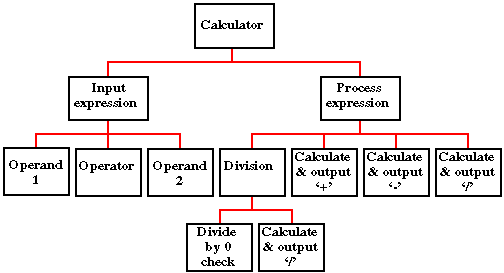 Calculator
Input
expression
Process
expression
Operand
1
Operator
Operand
2
Division
Calculate
& output
‘+’
Calculate
& output
‘-’
Calculate
& output
‘/’
Divide
by 0
check
Calculate
& output
‘/’